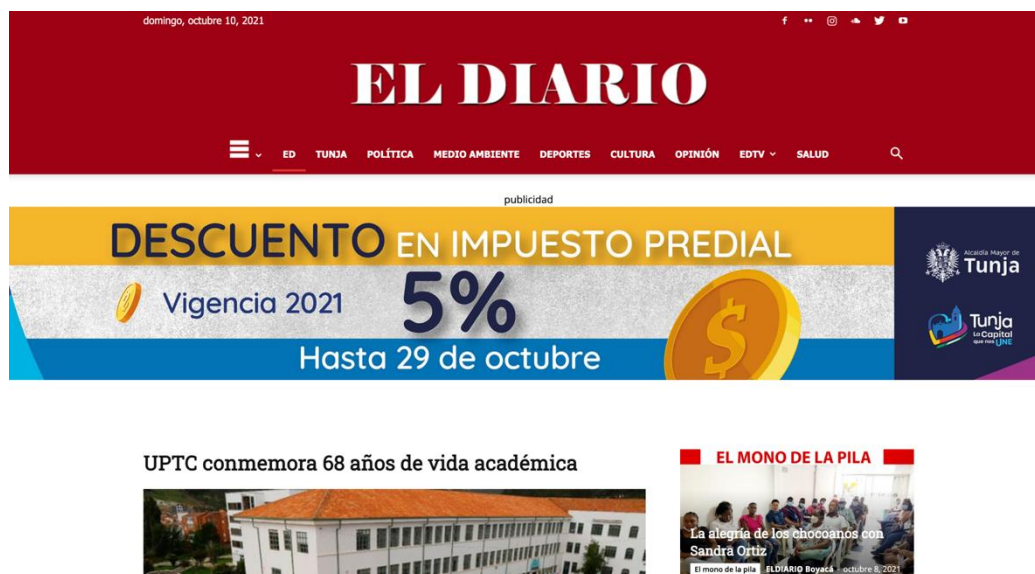 domingo, octubre 10, 2021
EL DIARIO
ED TUNJA POLÍTICA MEDIO AMBIENTE DEPORTES CULTURA OPINIÓN EDTV SALUD
publicidad
DESCUENTO EN IMPUESTO PREDIAL
Vigencia 2021 5%
Hasta 29 de octubre
Alcaldía Mayor de
Tunja
Tunja
La Capital
que nos UNE
UPTC conmemora 68 años de vida académica
EL MONO DE LA PILA
La alegría de los chocoanos con
Sandra Ortiz
El mono de la pila ELDIARIO Boyacá - octubre 8, 2021